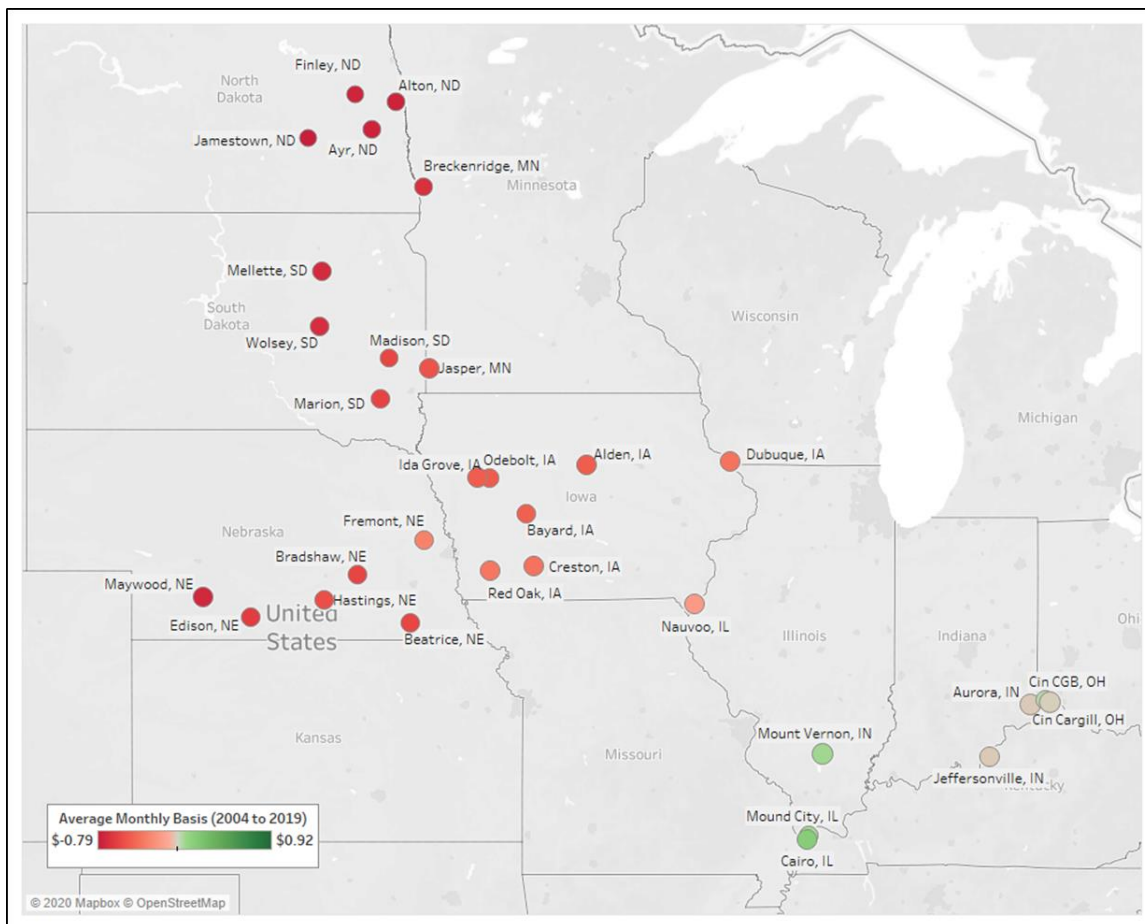 Finley, ND
North
Dakota
Alton, ND
Jamestown, ND
Ayr, ND
Breckenridge, MN
Minnesota
Mellette, SD
South
Dakota
Wolsey, SD
Madison, SD
Jasper, MN
Marion, SD
Wisconsin
Michigan
Ida Grove, IA
Odebolt, IA
Alden, IA
Dubuque, IA
Iowa
Bayard, IA
Nebraska
Fremont, NE
Bradshaw, NE
Creston, IA
Red Oak, IA
Maywood, NE
Hastings, NE
Edison, NE
United
States
Beatrice, NE
Nauvoo, IL
Illinois
Indiana
Ohi
Cin CGB, OH
Aurora, IN
Cin Cargill, OH
Kansas
Missouri
Mount Vernon, IN
Jeffersonville, IN
Kentucky
Mound City, IL
Cairo, IL
Average Monthly Basis (2004 to 2019)
$-0.79 $0.92
© 2020 Mapbox © OpenStreetMap